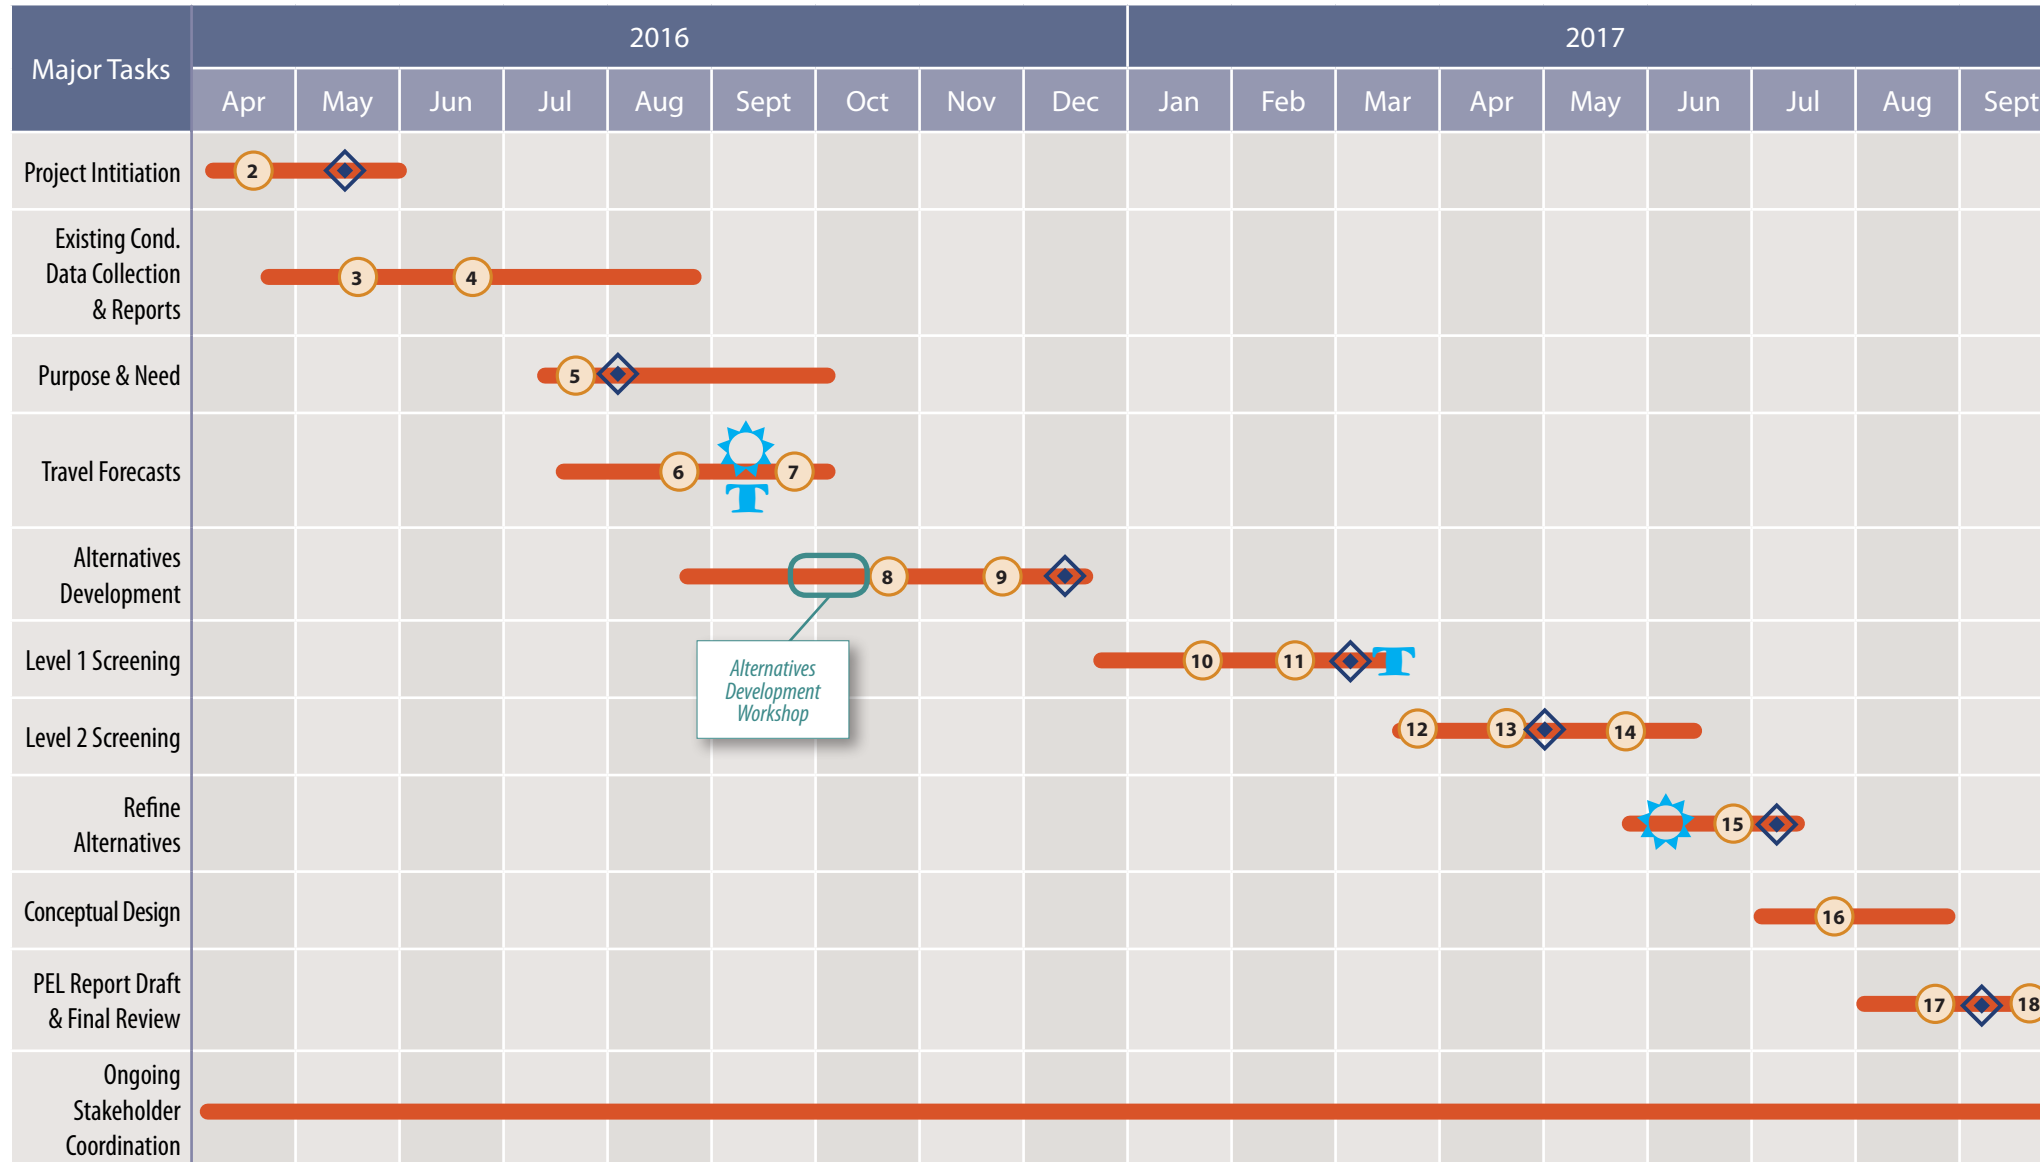 Major Tasks
2016
2017
Apr May Jun Jul Aug Sept Oct Nov Dec Jan Feb Mar Apr May Jun Jul Aug Sept
Project Intitiation
2
Existing Cond.
Data Collection
& Reports
3 4
Purpose & Need
5
Travel Forecasts
6 7
T
Alternatives
Development
8 9
Alternatives
Development
Workshop
Level 1 Screening
10 11 T
Level 2 Screening
12 13 14
Refine
Alternatives
15
Conceptual Design
16
PEL Report Draft
& Final Review
17 18
Ongoing
Stakeholder
Coordination